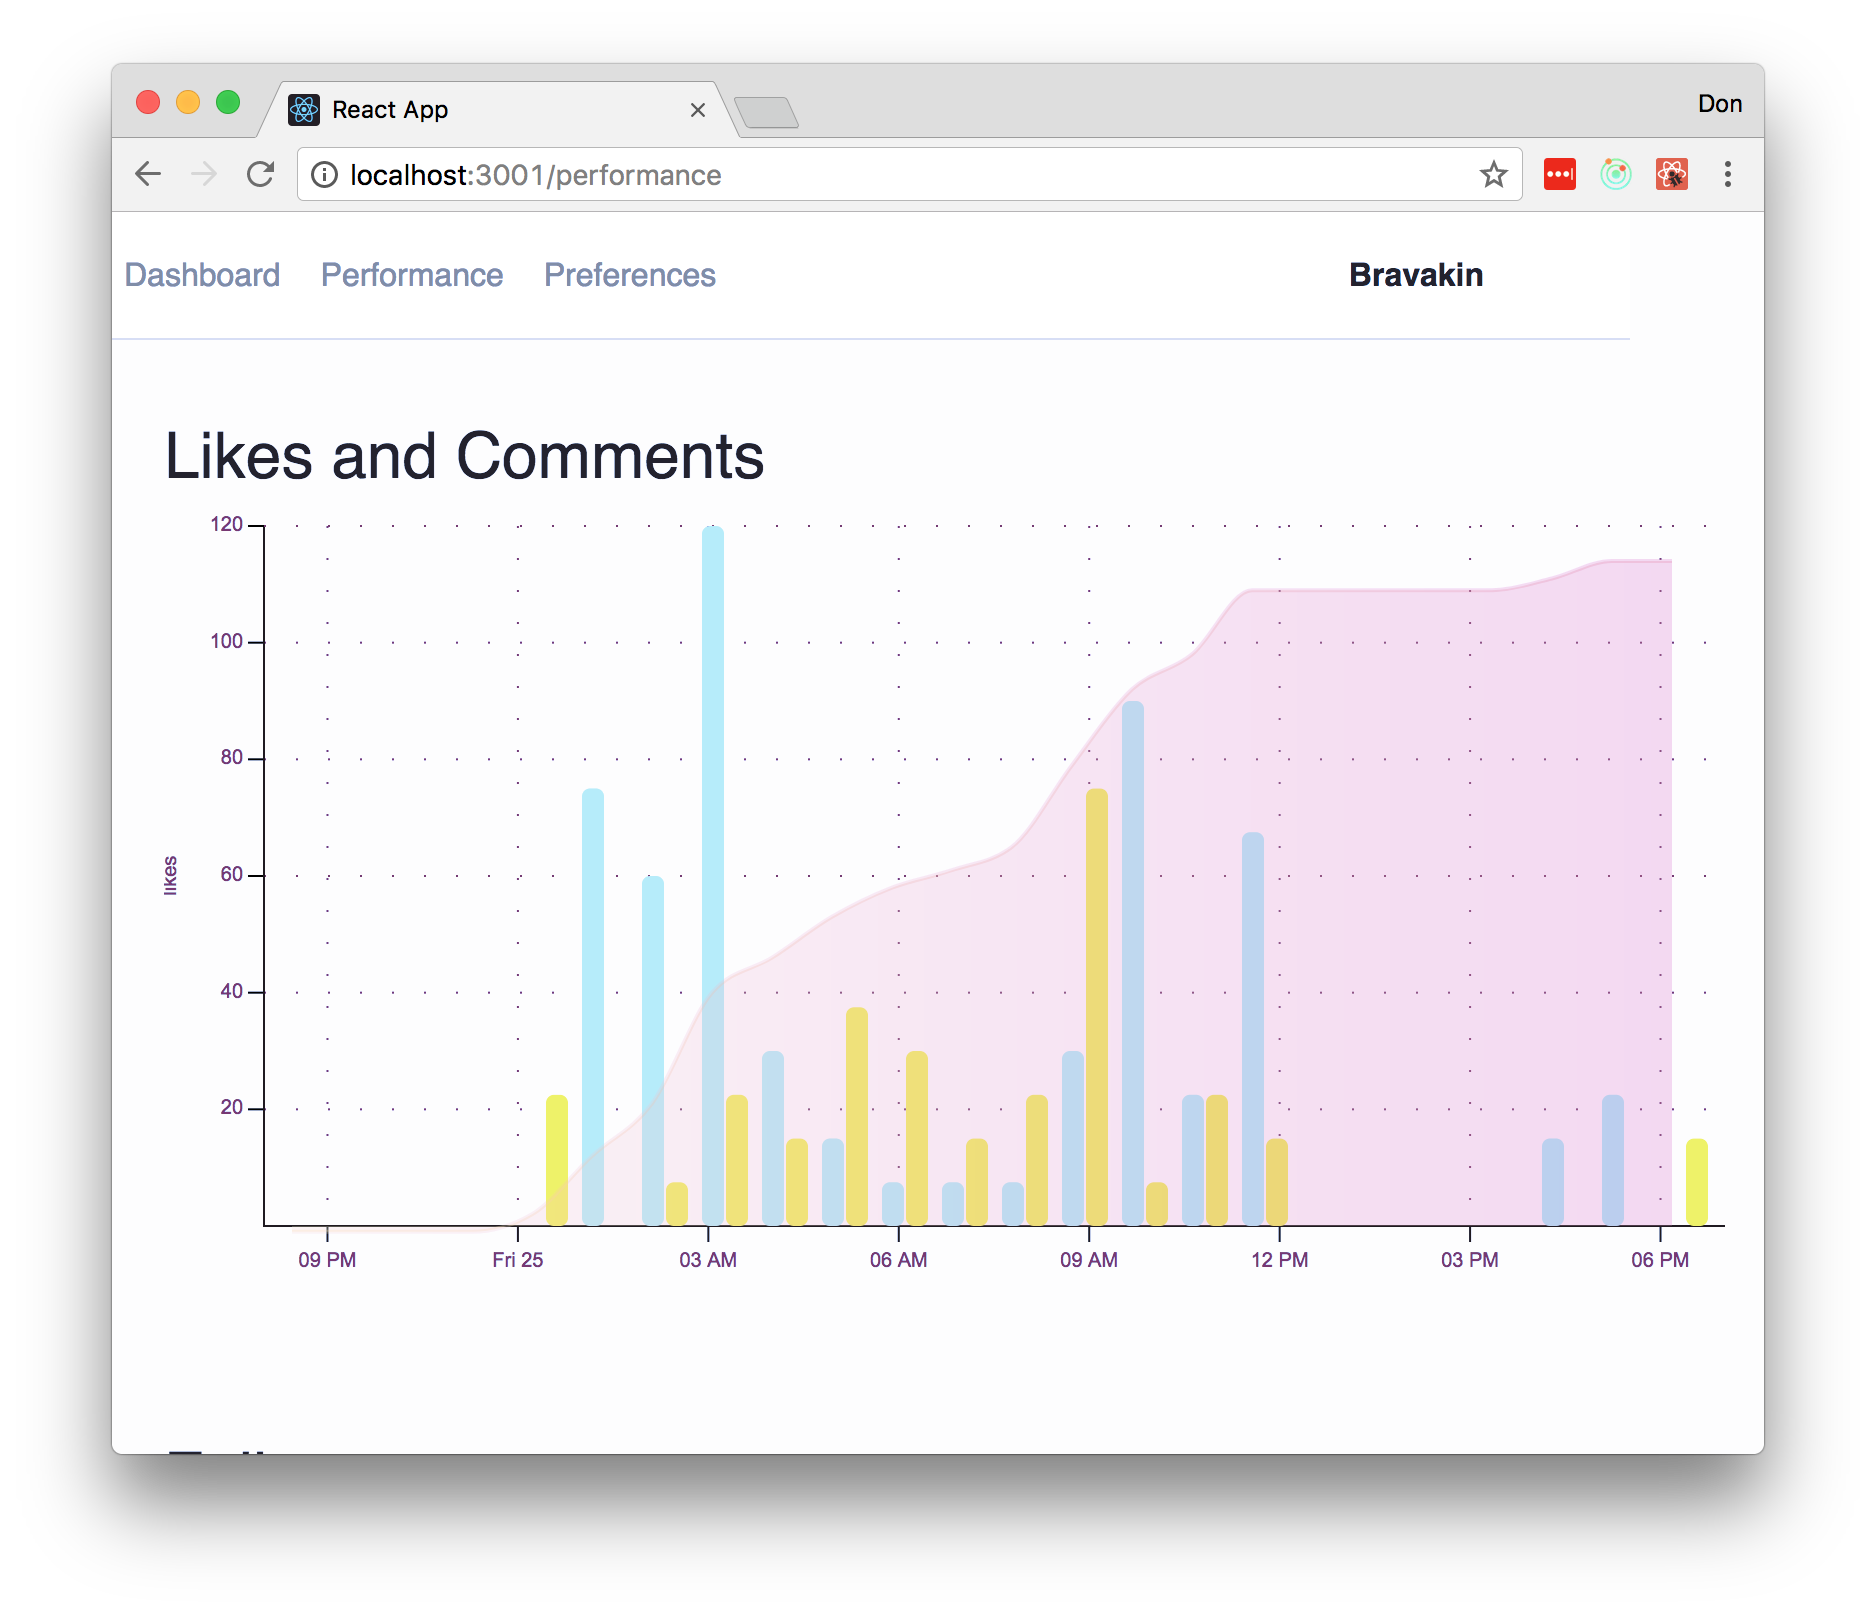 React App
Don
localhost:3001/performance
Dashboard Performance Preferences Bravakin
Likes and Comments
120
100
80
60
40
20
likes
09 PM Fri 25 03 AM 06 AM 09 AM 12 PM 03 PM 06 PM